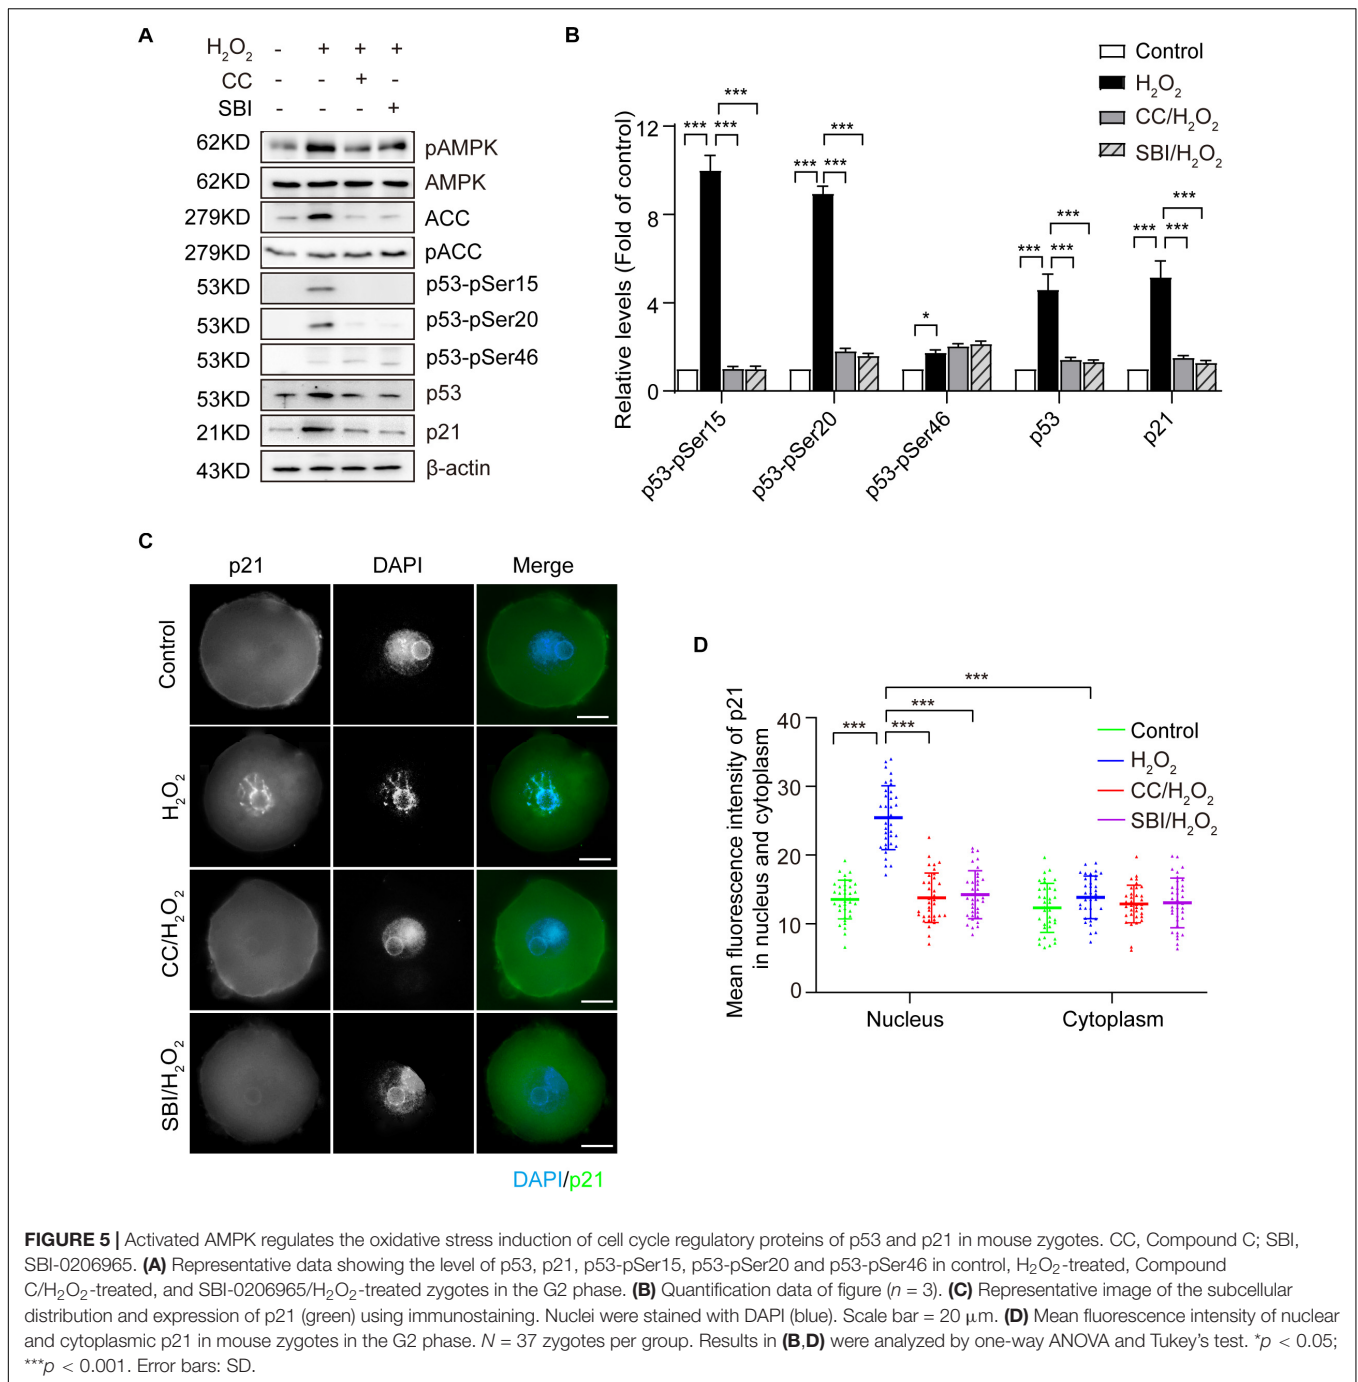 A
H₂O₂ - + + +
CC - - +
SBI - - - +
62KD pAMPK
62KD AMPK
279KD ACC
279KD pACC
53KD p53-pSer15
53KD p53-pSer20
53KD p53-pSer46
53KD p53
21KD p21
43KD β-actin
B
Control
H₂O₂
CC/H₂O₂
SBI/H₂O₂
Relative levels (Fold of control)
12
8
4
0
*** *** ***
*** *** ***
*
*** *** ***
*** *** ***
p53-pSer15
p53-pSer20
p53-pSer46
p53
p21
C
p21 DAPI Merge
Control
H₂O₂
CC/H₂O₂
SBI/H₂O₂
DAPI/p21
D
Mean fluorescence intensity of p21
in nucleus and cytoplasm
40
30
20
10
0
***
***
*** ***
Control
H₂O₂
CC/H₂O₂
SBI/H₂O₂
Nucleus Cytoplasm
FIGURE 5 | Activated AMPK regulates the oxidative stress induction of cell cycle regulatory proteins of p53 and p21 in mouse zygotes. CC, Compound C; SBI,
SBI-0206965. (A) Representative data showing the level of p53, p21, p53-pSer15, p53-pSer20 and p53-pSer46 in control, H₂O₂-treated, Compound
C/H₂O₂-treated, and SBI-0206965/H₂O₂-treated zygotes in the G2 phase. (B) Quantification data of figure (n = 3). (C) Representative image of the subcellular
distribution and expression of p21 (green) using immunostaining. Nuclei were stained with DAPI (blue). Scale bar = 20 μm. (D) Mean fluorescence intensity of nuclear
and cytoplasmic p21 in mouse zygotes in the G2 phase. N = 37 zygotes per group. Results in (B,D) were analyzed by one-way ANOVA and Tukey's test. *p < 0.05;
***p < 0.001. Error bars: SD.